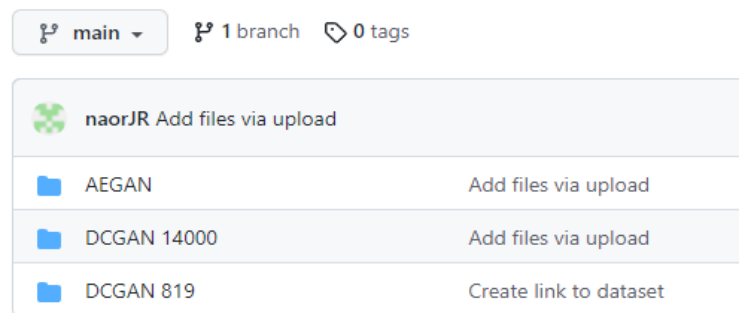 main 1 branch 0 tags
naorJR Add files via upload
AEGAN Add files via upload
DCGAN 14000 Add files via upload
DCGAN 819 Create link to dataset